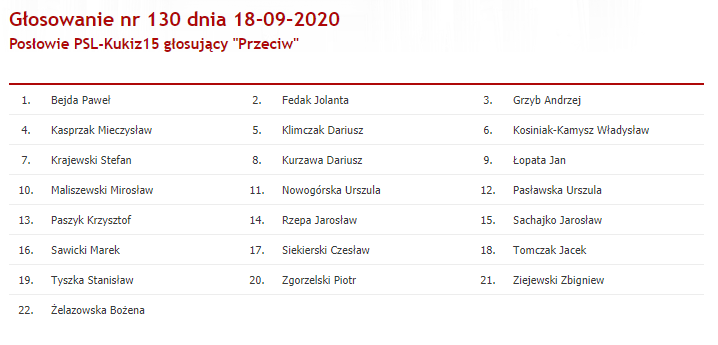 Głosowanie nr 130 dnia 18-09-2020
Posłowie PSL-Kukiz15 głosujący "Przeciw"
1. Bejda Paweł 2. Fedak Jolanta 3. Grzyb Andrzej
4. Kasprzak Mieczysław 5. Klimczak Dariusz 6. Kosiniak-Kamysz Władysław
7. Krajewski Stefan 8. Kurzawa Dariusz 9. Łopata Jan
10. Maliszewski Mirosław 11. Nowogórska Urszula 12. Pasławska Urszula
13. Paszyk Krzysztof 14. Rzepa Jarosław 15. Sachajko Jarosław
16. Sawicki Marek 17. Siekierski Czesław 18. Tomczak Jacek
19. Tyszka Stanisław 20. Zgorzelski Piotr 21. Ziejewski Zbigniew
22. Żelazowska Bożena